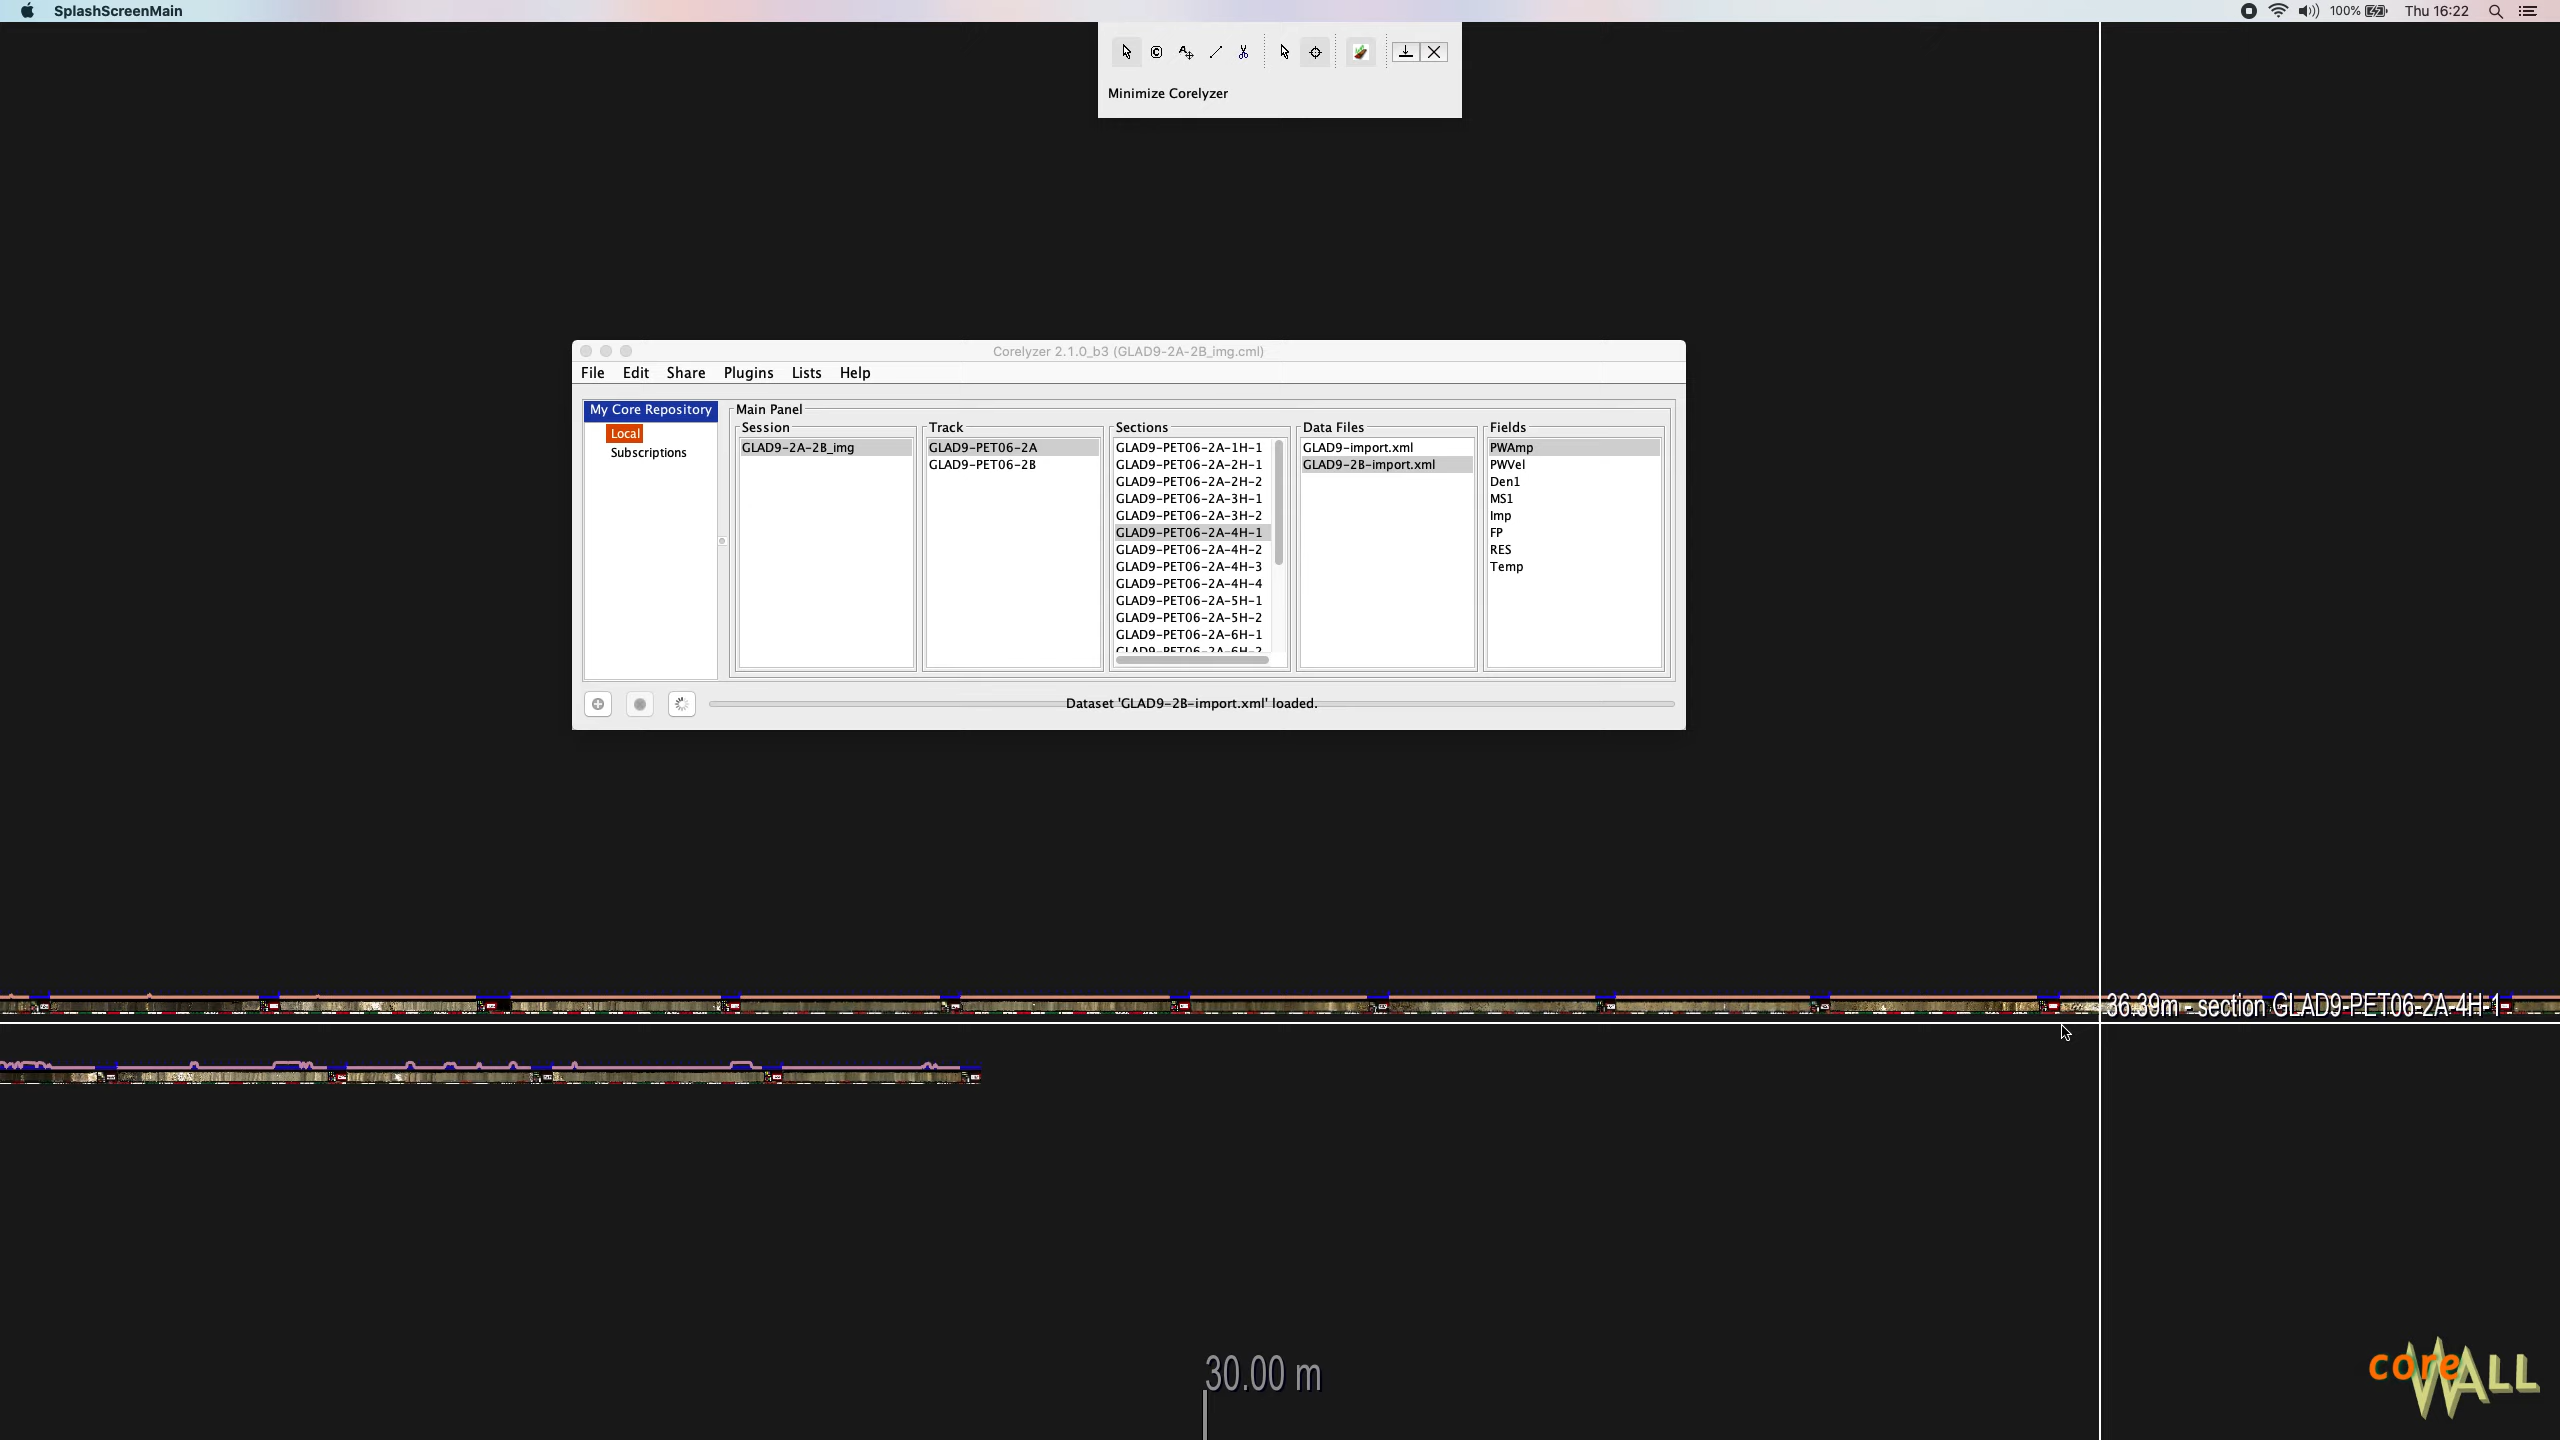 SplashScreenMain
100%
Thu 16:22
Minimize Corelyzer
Corelyzer 2.1.0_b3 (GLAD9-2A-2B_img.cml)
File Edit Share Plugins Lists Help
My Core Repository
Local
Subscriptions
Main Panel
Session
GLAD9-2A-2B_img
Track
GLAD9-PET06-2A
GLAD9-PET06-2B
Sections
GLAD9-PET06-2A-1H-1
GLAD9-PET06-2A-2H-1
GLAD9-PET06-2A-2H-2
GLAD9-PET06-2A-3H-1
GLAD9-PET06-2A-3H-2
GLAD9-PET06-2A-4H-1
GLAD9-PET06-2A-4H-2
GLAD9-PET06-2A-4H-3
GLAD9-PET06-2A-4H-4
GLAD9-PET06-2A-5H-1
GLAD9-PET06-2A-5H-2
GLAD9-PET06-2A-6H-1
GLAD9-PET06-2A-6H-2
Data Files
GLAD9-import.xml
GLAD9-2B-import.xml
Fields
PWAmp
PWVel
Den1
MS1
Imp
FP
RES
Temp
Dataset 'GLAD9-2B-import.xml' loaded.
36.39m - section GLAD9-PET06-2A-4H-1
30.00 m
coreWALL